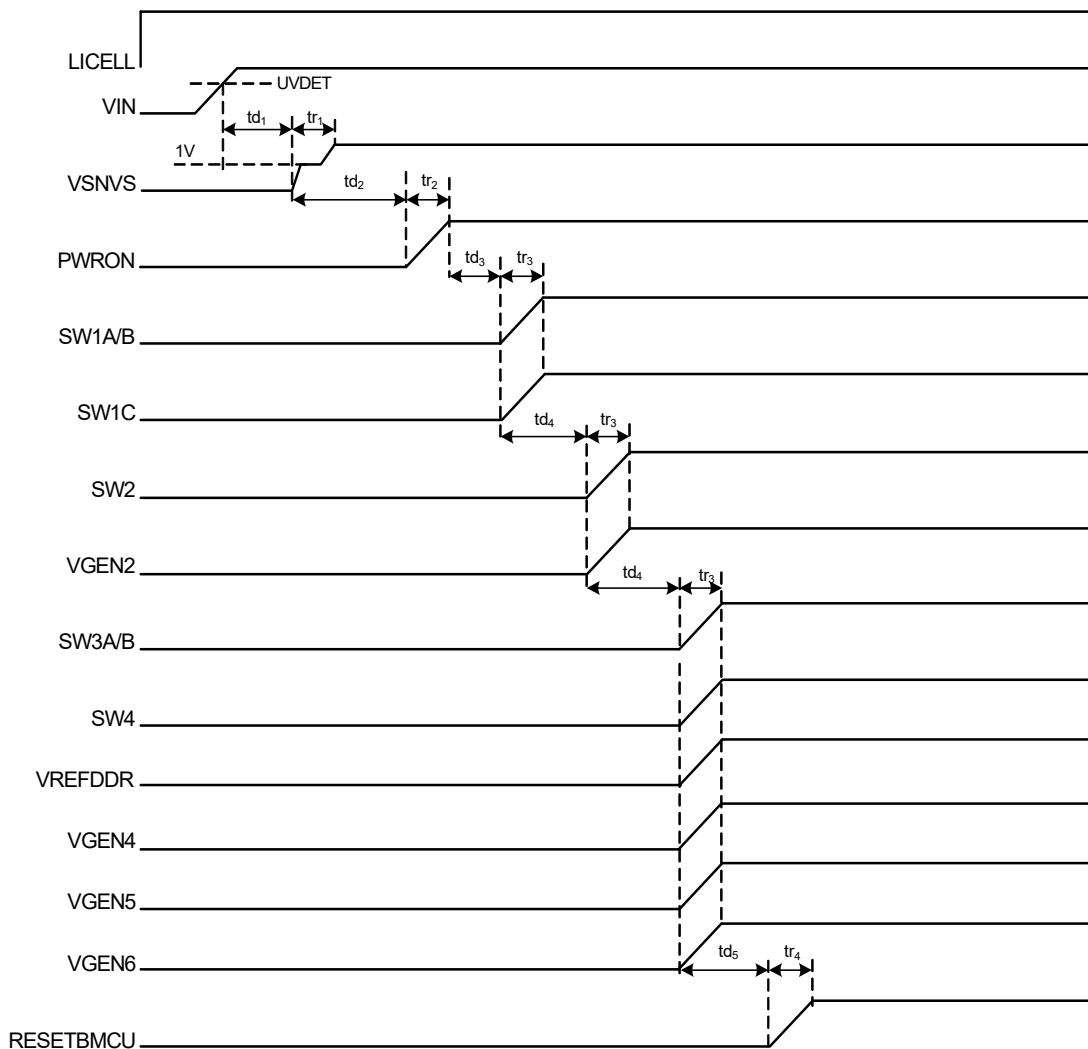 LICELL
UVDET
VIN
td₁ tr₁
1V
VSNVS
td₂ tr₂
PWRON
td₃ tr₃
SW1A/B
SW1C
td₄ tr₃
SW2
VGEN2
td₄ tr₃
SW3A/B
SW4
VREFDDR
VGEN4
VGEN5
VGEN6
td₅ tr₄
RESETBMCU